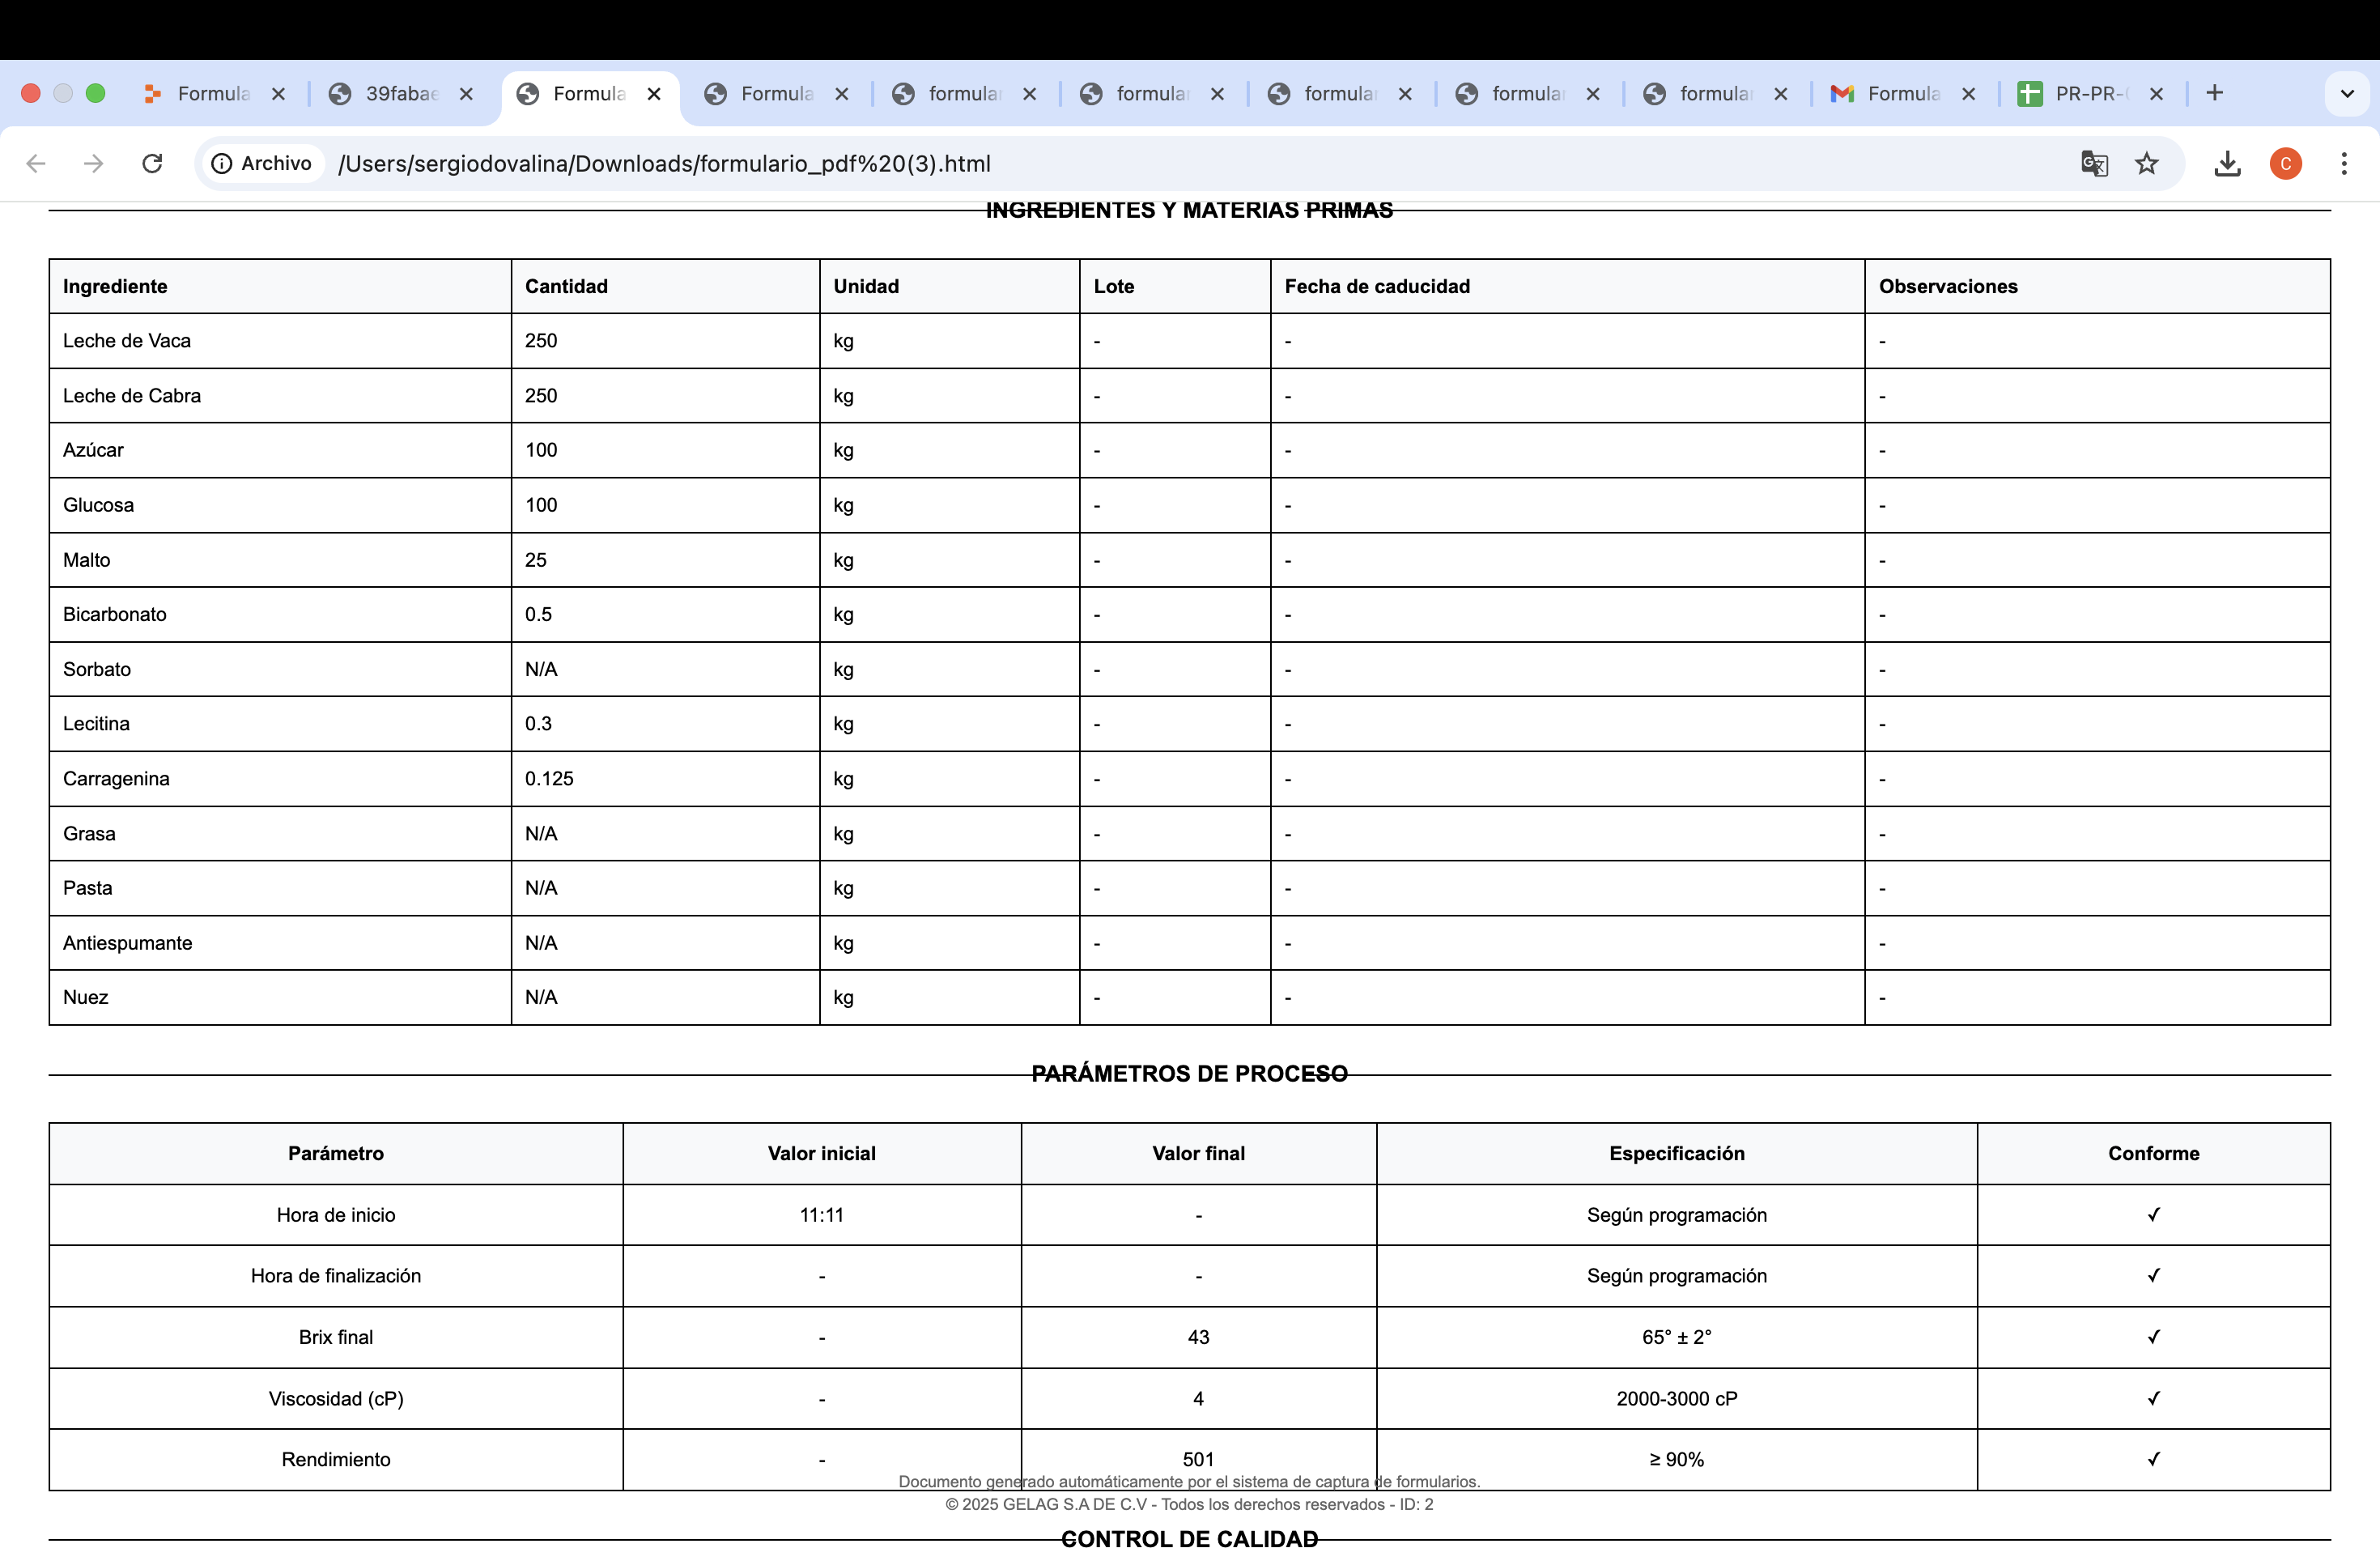 Formula
39fabae
Formula
Formula
formular
formular
formular
formular
formular
Formula
PR-PR-
Archivo
/Users/sergiodovalina/Downloads/formulario_pdf%20(3).html
C
INGREDIENTES Y MATERIAS PRIMAS
Ingrediente Cantidad Unidad Lote Fecha de caducidad Observaciones
Leche de Vaca 250 kg - - -
Leche de Cabra 250 kg - - -
Azúcar 100 kg - - -
Glucosa 100 kg - - -
Malto 25 kg - - -
Bicarbonato 0.5 kg - - -
Sorbato N/A kg - - -
Lecitina 0.3 kg - - -
Carragenina 0.125 kg - - -
Grasa N/A kg - - -
Pasta N/A kg - - -
Antiespumante N/A kg - - -
Nuez N/A kg - - -
PARÁMETROS DE PROCESO
Parámetro Valor inicial Valor final Especificación Conforme
Hora de inicio 11:11 - Según programación ✓
Hora de finalización - - Según programación ✓
Brix final - 43 65° ± 2° ✓
Viscosidad (cP) - 4 2000-3000 cP ✓
Rendimiento - 501 ≥ 90% ✓
Documento generado automáticamente por el sistema de captura de formularios.
© 2025 GELAG S.A DE C.V - Todos los derechos reservados - ID: 2
CONTROL DE CALIDAD